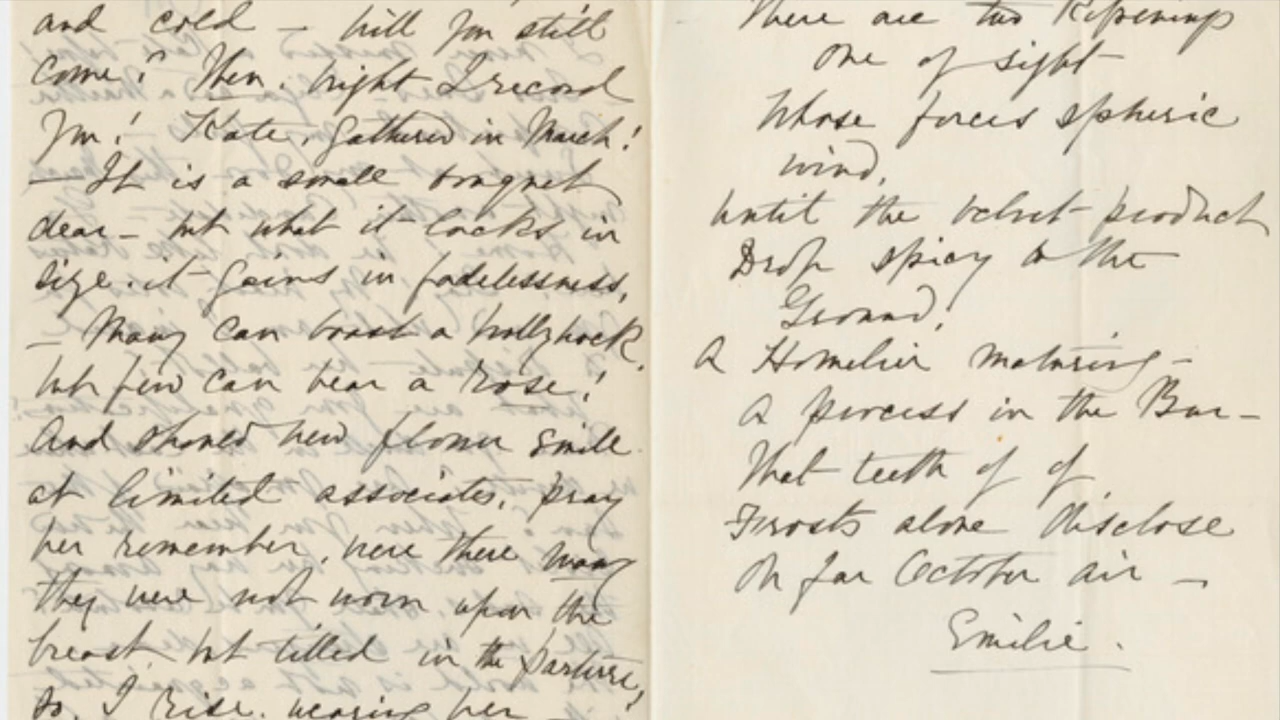 and cold – will you still
come? Then, bright I record
you! Kate, gathered in March!
– It is a small bouquet
dear – but what it lacks in
size, it gains in fadelessness,
– Many can boast a hollyhock,
but few can bear a rose!
And should new flower smile
at limited associates, pray
her remember, were there many
they were not worn upon the
breast, but tilled in the pasture,
So, I rise, wearing her –
There are two Ripenings
One of sight –
Whose forces spheric
wind,
Until the velvet product
Drop spicy to the
Ground,
A Homelier maturing –
A process in the Bur –
That teeth of of
Frosts alone disclose
On far October air –
Emilie.